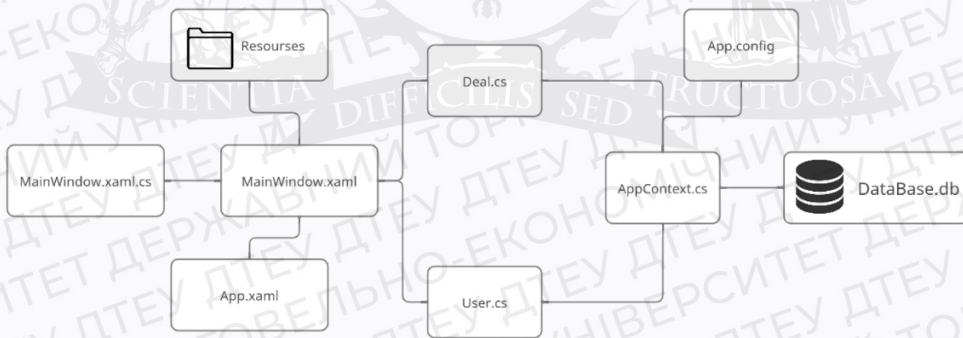 Resourses
App.config
Deal.cs
SCIENTIA DIFFICILIS SED FRUCTUOSA
MainWindow.xaml.cs
MainWindow.xaml
AppContext.cs
DataBase.db
App.xaml
User.cs